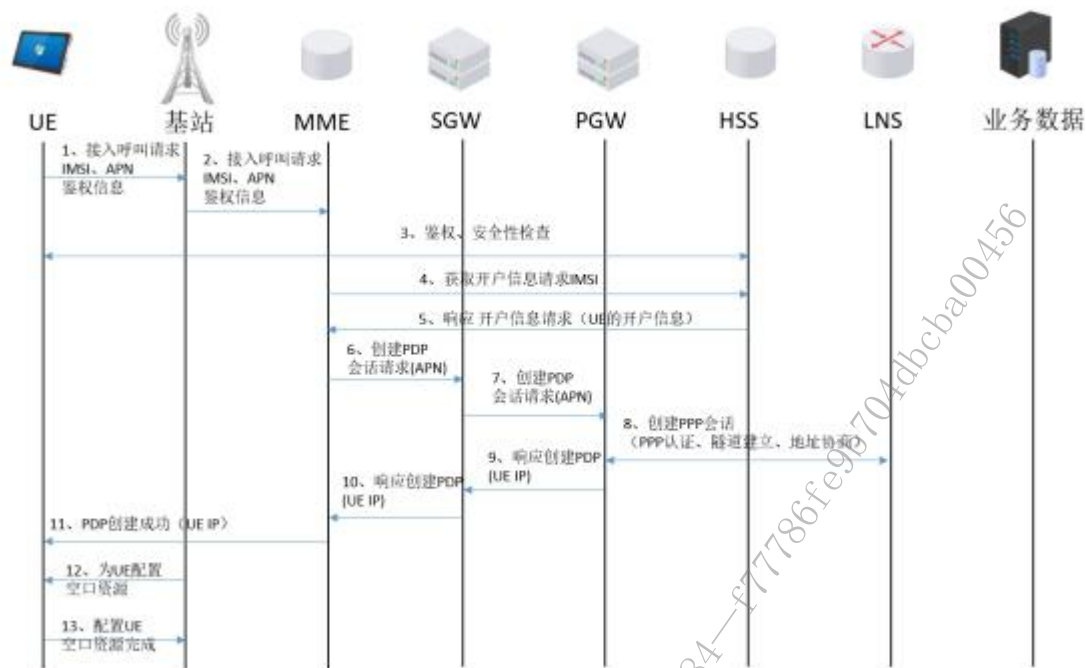 UE
基站
MME
SGW
PGW
HSS
LNS
业务数据
1、接入呼叫请求
IMSI、APN
鉴权信息
2、接入呼叫请求
IMSI、APN
鉴权信息
3、鉴权、安全性检查
4、获取开户信息请求IMSI
5、响应 开户信息请求（UE的开户信息）
6、创建PDP
会话请求(APN)
7、创建PDP
会话请求(APN)
8、创建PPP会话
（PPP认证、隧道建立、地址协商）
9、响应创建PDP
(UE IP)
10、响应创建PDP
(UE IP)
11、PDP创建成功（UE IP）
12、为UE配置
空口资源
13、配置UE
空口资源完成
84—f77786fe9b704dbcba00456